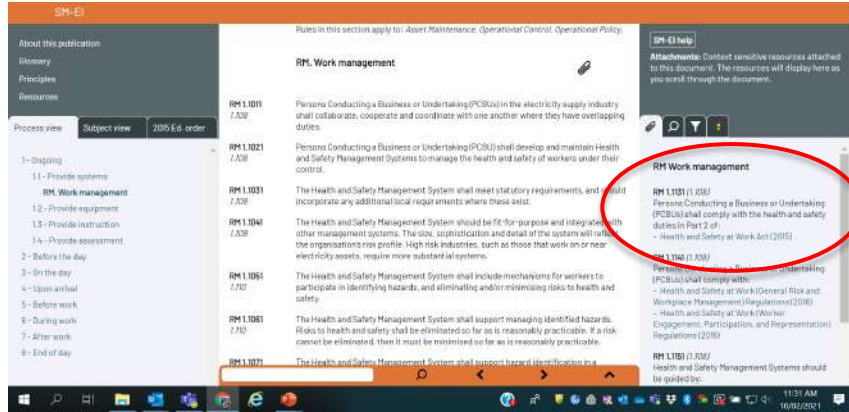 SM-EI
About this publication
Glossary
Principles
Resources
Process view Subject view 2015 Ed. order
1- Ongoing
1.1 - Provide systems
RM. Work management
1.2 - Provide equipment
1.3 - Provide instruction
1.4 - Provide assessment
2 - Before the day
3 - On the day
4 - Upon arrival
5 - Before work
6 - During work
7 - After work
8 - End of day
Rules in this section apply to: Asset Maintenance, Operational Control, Operational Policy,
RM. Work management
RM 1.1011
1.108
Persons Conducting a Business or Undertaking (PCBUs) in the electricity supply industry
shall collaborate, cooperate and coordinate with one another where they have overlapping
duties.
RM 1.1021
1.108
Persons Conducting a Business or Undertaking (PCBU) shall develop and maintain Health
and Safety Management Systems to manage the health and safety of workers under their
control.
RM 1.1031
1.108
The Health and Safety Management System shall meet statutory requirements, and should
incorporate any additional local requirements where these exist.
RM 1.1041
1.109
The Health and Safety Management System should be fit-for-purpose and integrated with
other management systems. The size, sophistication and detail of the system will reflect
the organisation's risk profile. High risk industries, such as those that work on or near
electricity assets, require more substantial systems.
RM 1.1051
1.110
The Health and Safety Management System shall include mechanisms for workers to
participate in identifying hazards, and eliminating and/or minimising risks to health and
safety.
RM 1.1061
1.110
The Health and Safety Management System shall support managing identified hazards.
Risks to health and safety shall be eliminated so far as is reasonably practicable. If a risk
cannot be eliminated, then it must be minimised so far as is reasonably practicable.
RM 1.1071
The Health and Safety Management System shall support hazard identification in a
SM-EI help
Attachments: Context sensitive resources attached
to this document. The resources will display here as
you scroll through the document.
RM Work management
RM 1.1131 (1.108)
Persons Conducting a Business or Undertaking
(PCBUs) shall comply with the health and safety
duties in Part 2 of:
- Health and Safety at Work Act (2015)
RM 1.1141 (1.108)
Persons Conducting a Business or Undertaking
(PCBUs) shall comply with:
- Health and Safety at Work (General Risk and
Workplace Management) Regulations (2016)
- Health and Safety at Work (Worker
Engagement, Participation, and Representation)
Regulations (2016)
RM 1.1151 (1.108)
Health and Safety Management Systems should
be guided by:
11:31 AM
10/02/2021